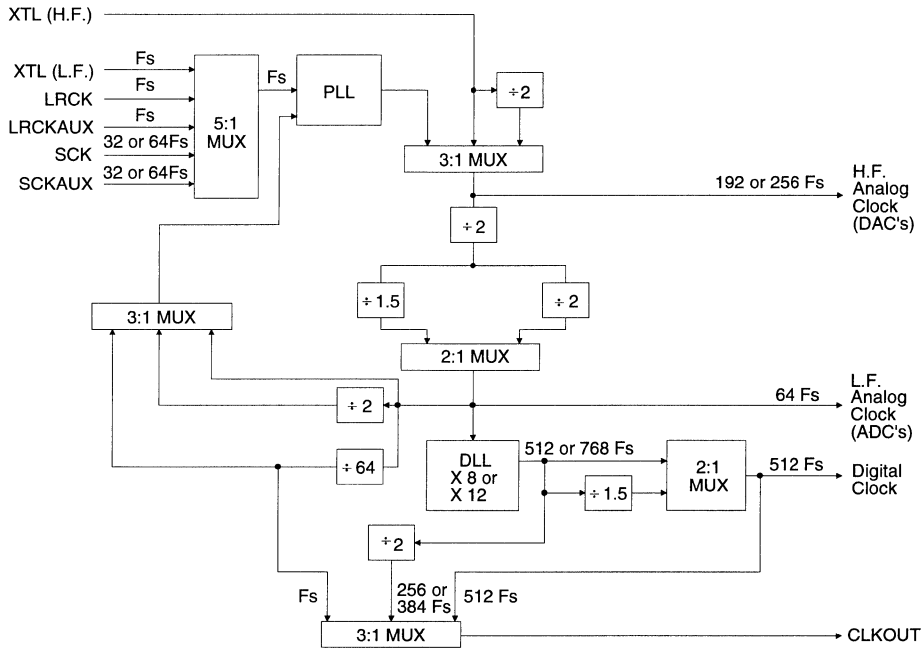 XTL (H.F.)
XTL (L.F.)
Fs
LRCK
Fs
LRCKAUX
Fs
SCK
32 or 64Fs
SCKAUX
32 or 64Fs
5:1
MUX
Fs
PLL
÷2
3:1 MUX
192 or 256 Fs
H.F.
Analog
Clock
(DAC's)
÷2
÷ 1.5
÷ 2
3:1 MUX
2:1 MUX
÷ 2
64 Fs
L.F.
Analog
Clock
(ADC's)
÷ 64
DLL
X 8 or
X 12
512 or 768 Fs
÷ 1.5
2:1
MUX
512 Fs
Digital
Clock
÷2
Fs
256 or
384 Fs
512 Fs
3:1 MUX
CLKOUT